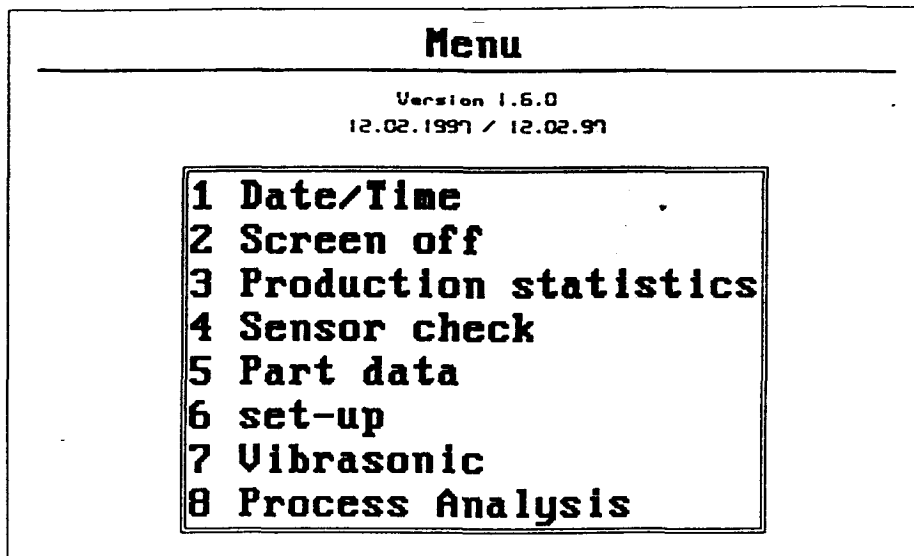 Menu
Version 1.6.0
12.02.1997 / 12.02.97
1 Date/Time
2 Screen off
3 Production statistics
4 Sensor check
5 Part data
6 set-up
7 Vibrasonic
8 Process Analysis